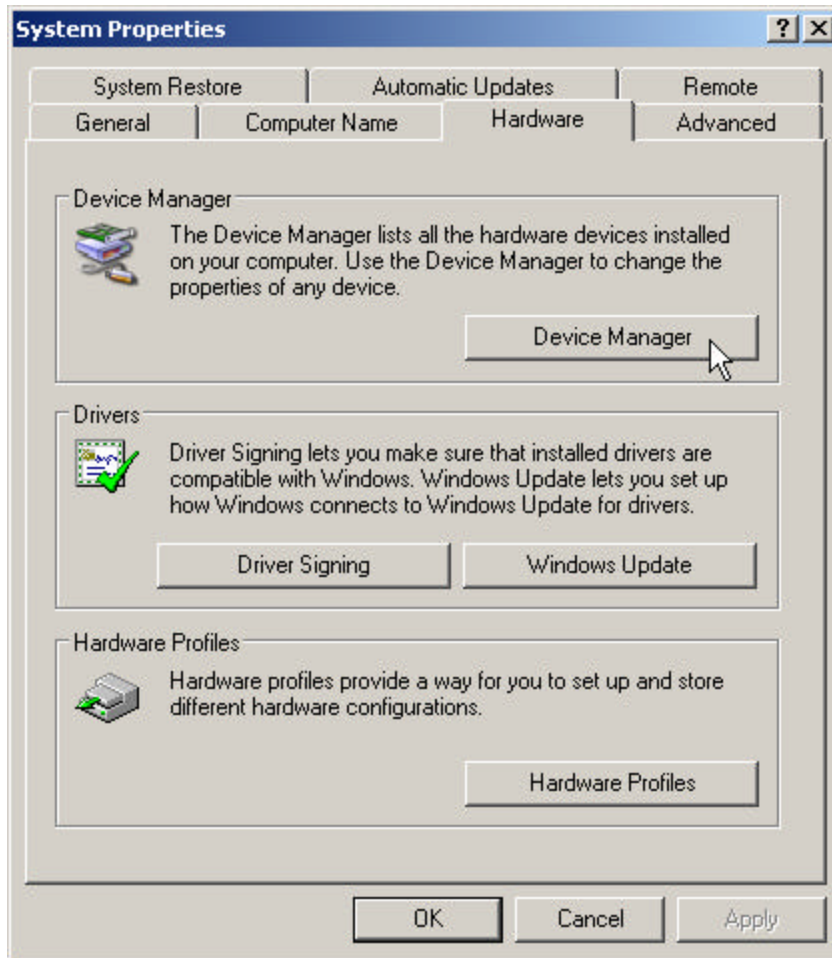 System Properties
System Restore Automatic Updates Remote
General Computer Name Hardware Advanced
Device Manager
The Device Manager lists all the hardware devices installed
on your computer. Use the Device Manager to change the
properties of any device.
Device Manager
Drivers
Driver Signing lets you make sure that installed drivers are
compatible with Windows. Windows Update lets you set up
how Windows connects to Windows Update for drivers.
Driver Signing Windows Update
Hardware Profiles
Hardware profiles provide a way for you to set up and store
different hardware configurations.
Hardware Profiles
OK Cancel Apply